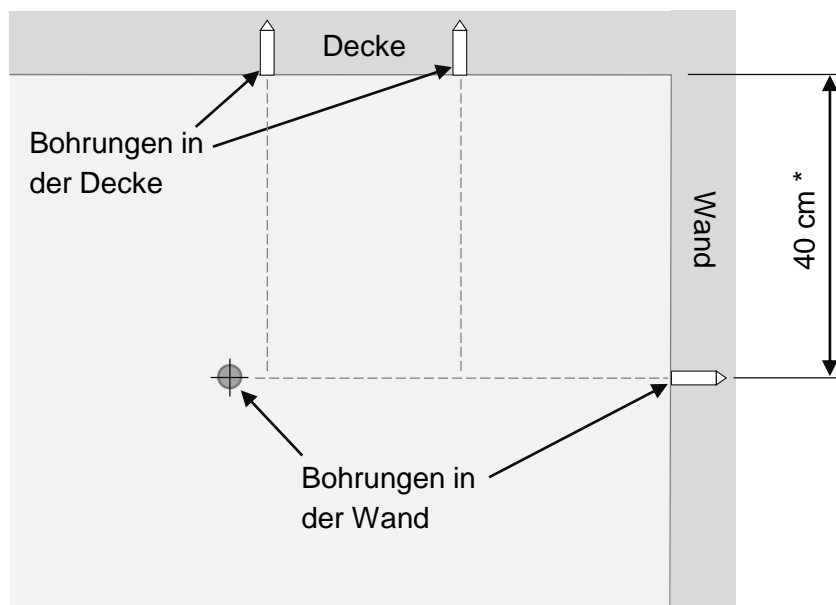 Decke
Bohrungen in
der Decke
Wand
40 cm *
Bohrungen in
der Wand